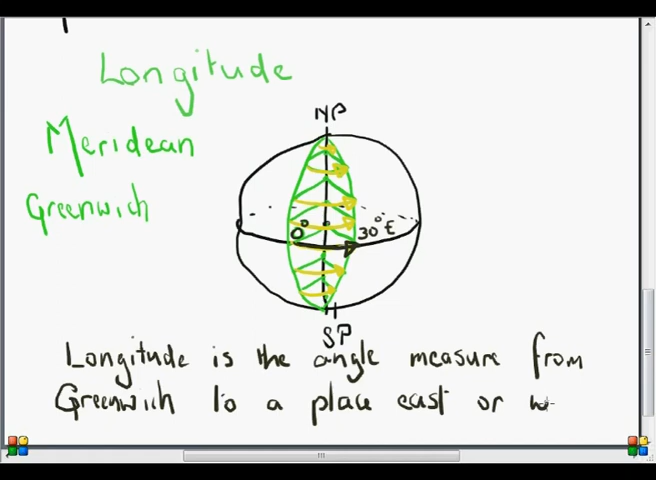 Longitude
Meridean
Greenwich
NP
0°
30°E
SP
Longitude is the angle measure from
Greenwich to a place east or